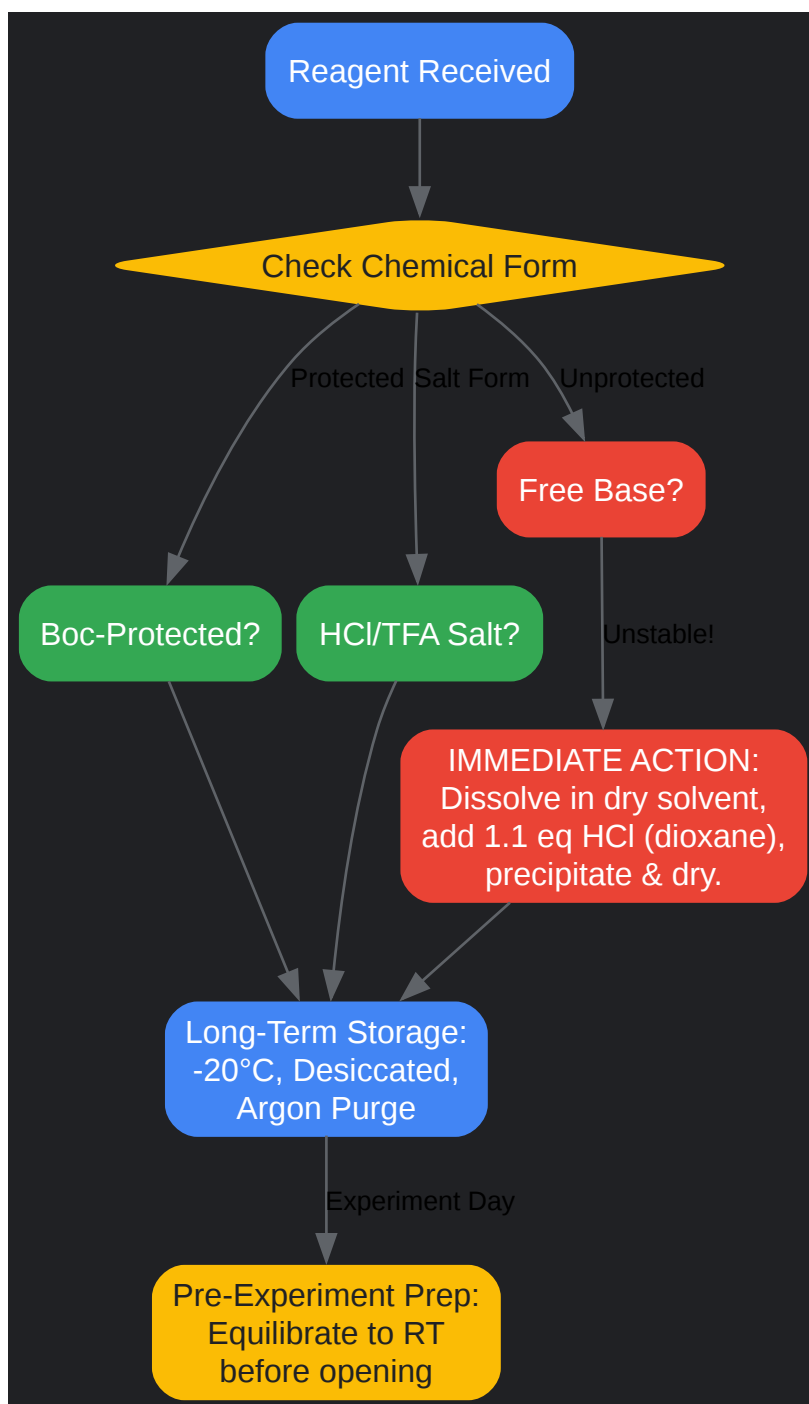 Reagent Received
Check Chemical Form
Protected
Salt Form
Unprotected
Free Base?
Boc-Protected?
HCl/TFA Salt?
Unstable!
IMMEDIATE ACTION:
Dissolve in dry solvent,
add 1.1 eq HCl (dioxane),
precipitate & dry.
Long-Term Storage:
-20°C, Desiccated,
Argon Purge
Experiment Day
Pre-Experiment Prep:
Equilibrate to RT
before opening